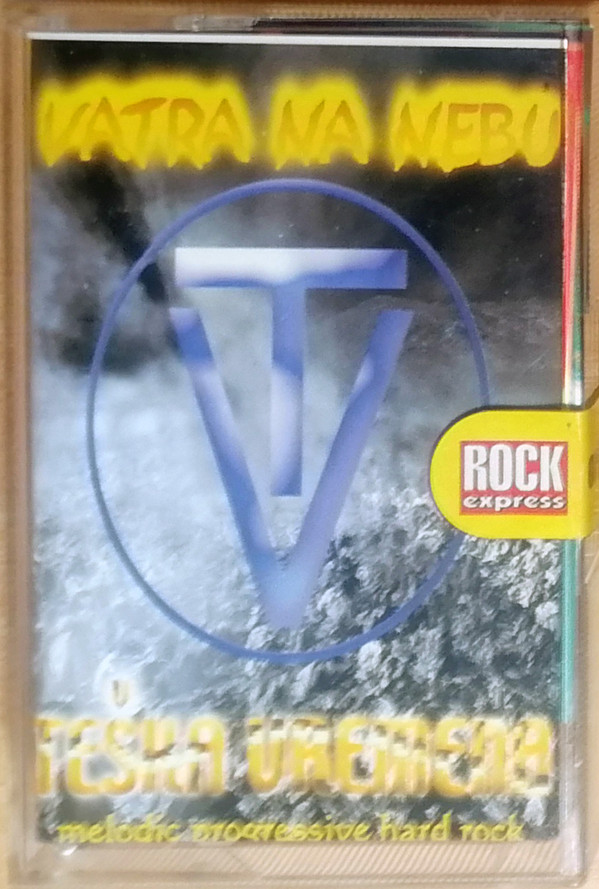 VATRA NA NEBU
TV
ROCK
express
TEŠKA VREMENA
melodic progressive hard rock